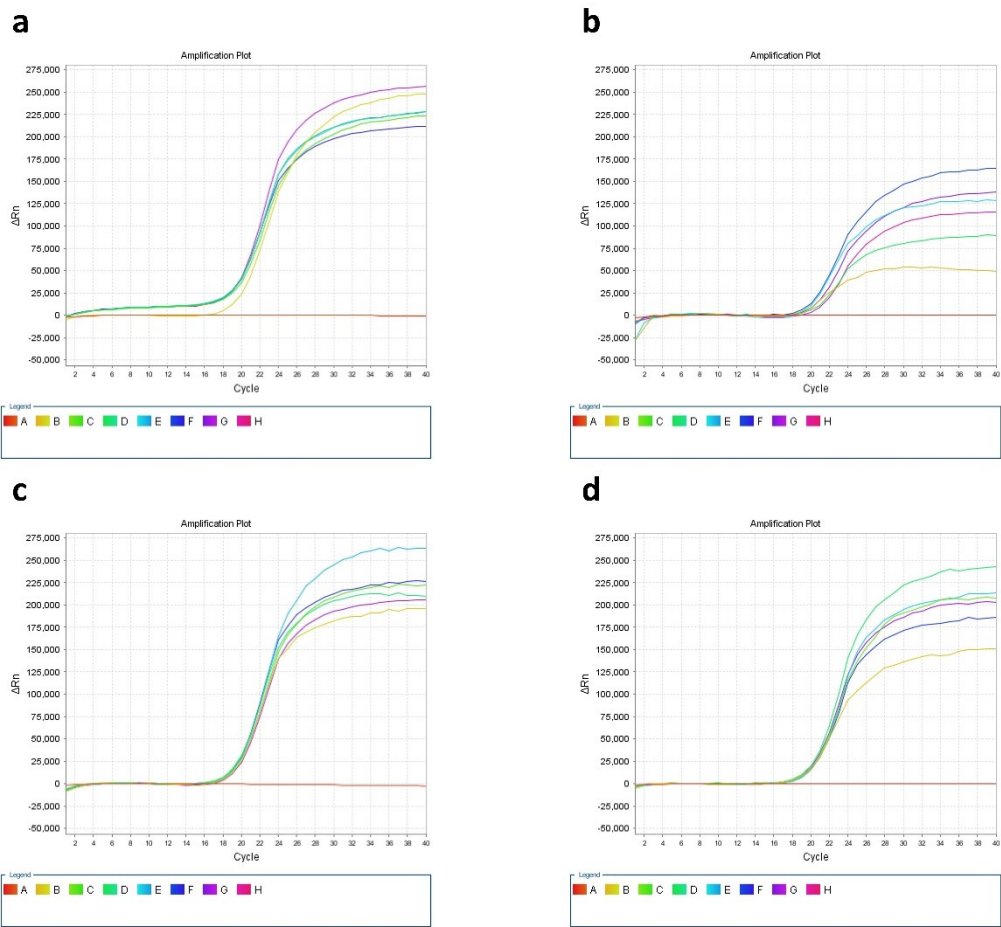 a
Amplification Plot
275,000
250,000
225,000
200,000
175,000
150,000
125,000
100,000
75,000
50,000
25,000
0
-25,000
-50,000
ΔRn
2 4 6 8 10 12 14 16 18 20 22 24 26 28 30 32 34 36 38 40
Cycle
Legend
A B C D E F G H
b
Amplification Plot
275,000
250,000
225,000
200,000
175,000
150,000
125,000
100,000
75,000
50,000
25,000
0
-25,000
-50,000
ΔRn
2 4 6 8 10 12 14 16 18 20 22 24 26 28 30 32 34 36 38 40
Cycle
Legend
A B C D E F G H
c
Amplification Plot
275,000
250,000
225,000
200,000
175,000
150,000
125,000
100,000
75,000
50,000
25,000
0
-25,000
-50,000
ΔRn
2 4 6 8 10 12 14 16 18 20 22 24 26 28 30 32 34 36 38 40
Cycle
Legend
A B C D E F G H
d
Amplification Plot
275,000
250,000
225,000
200,000
175,000
150,000
125,000
100,000
75,000
50,000
25,000
0
-25,000
-50,000
ΔRn
2 4 6 8 10 12 14 16 18 20 22 24 26 28 30 32 34 36 38 40
Cycle
Legend
A B C D E F G H